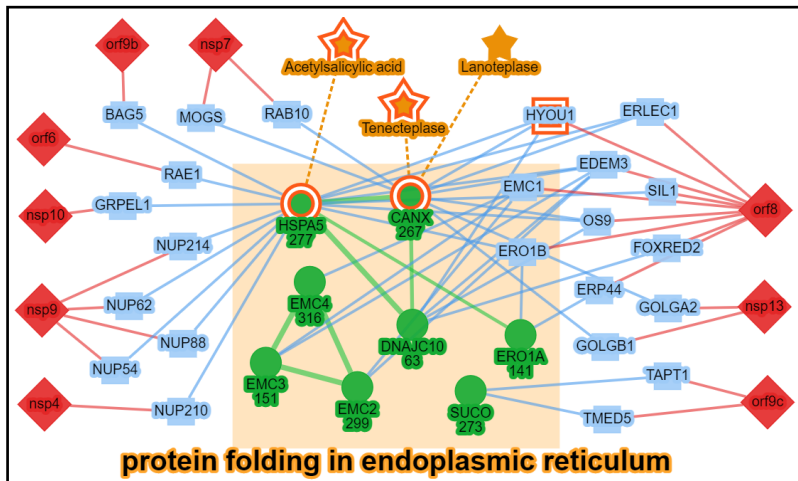 orf9b
nsp7
Acetylsalicylic acid
Lanoteplase
BAG5
MOGS
RAB10
Tenecteplase
HYOU1
ERLEC1
orf6
RAE1
EDEM3
EMC1
SIL1
nsp10
GRPEL1
HSPA5
277
CANX
267
OS9
orf8
NUP214
ERO1B
FOXRED2
EMC4
316
ERP44
nsp9
NUP62
GOLGA2
nsp13
NUP88
DNAJC10
63
ERO1A
141
GOLGB1
NUP54
EMC3
151
TAPT1
nsp4
NUP210
EMC2
299
SUCO
273
TMED5
orf9c
protein folding in endoplasmic reticulum